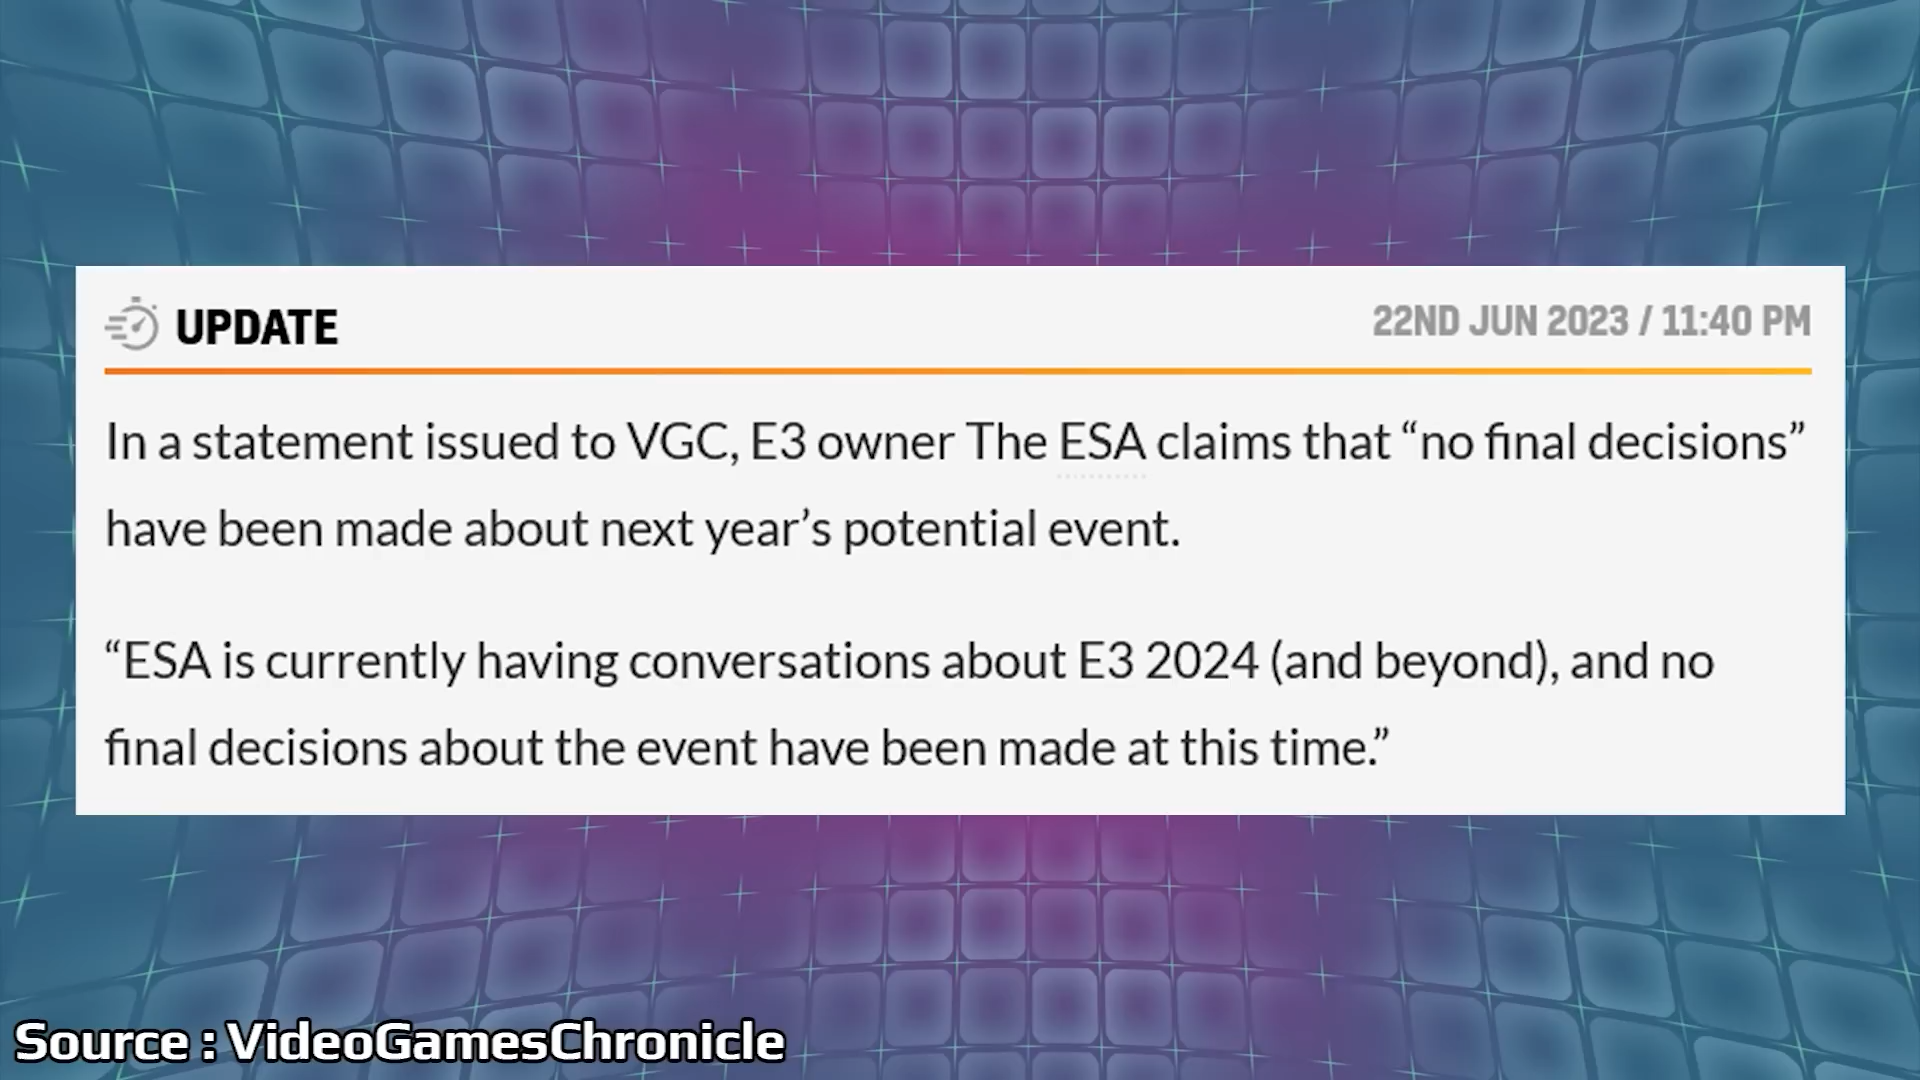 UPDATE
22ND JUN 2023 / 11:40 PM
In a statement issued to VGC, E3 owner The ESA claims that “no final decisions”
have been made about next year’s potential event.
“ESA is currently having conversations about E3 2024 (and beyond), and no
final decisions about the event have been made at this time.”
Source : VideoGamesChronicle